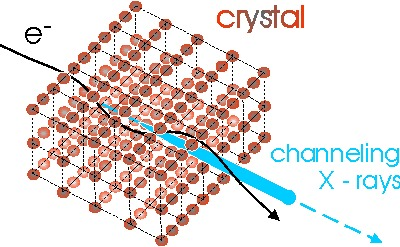 crystal
e-
channeling
X - rays